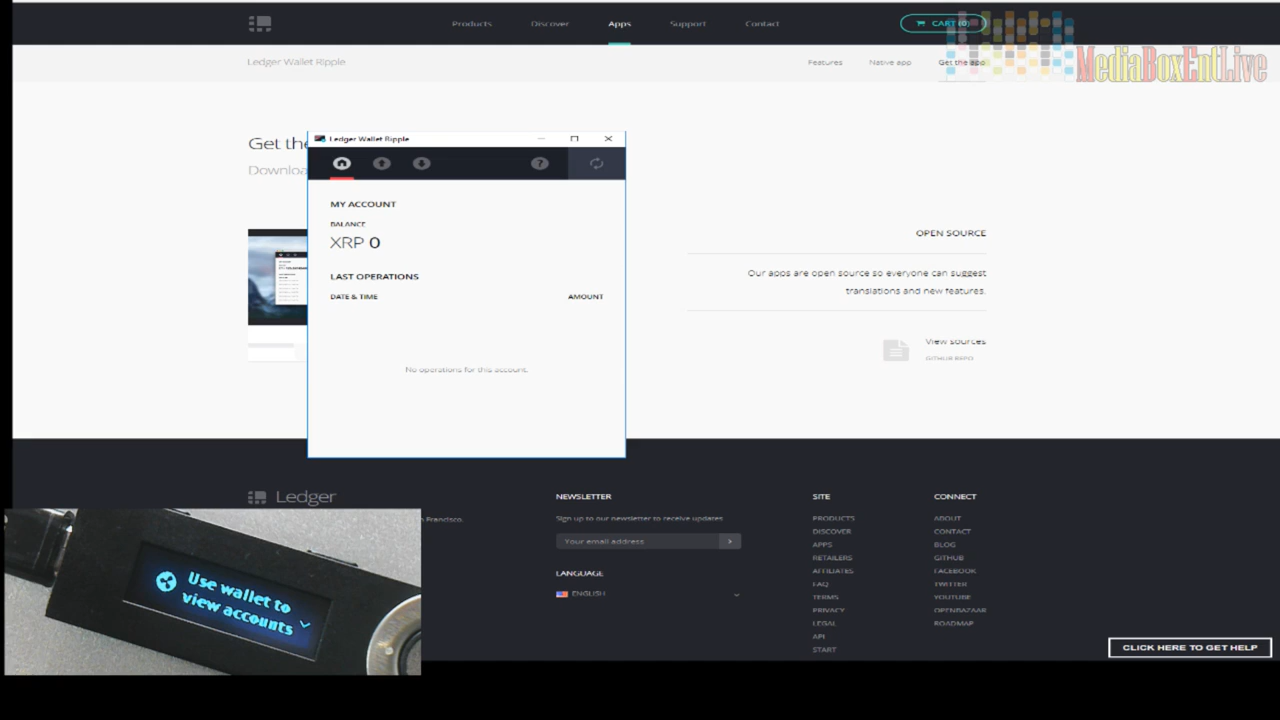 Products Discover Apps Support Contact CART (0)
MediaBoxEntLive
Ledger Wallet Ripple Features Native app Get the app
Get the
Downloa
Ledger Wallet Ripple
?
MY ACCOUNT
BALANCE
XRP 0
LAST OPERATIONS
DATE & TIME AMOUNT
No operations for this account.
OPEN SOURCE
Our apps are open source so everyone can suggest
translations and new features.
View sources
GITHUB REPO
Ledger
n Francisco.
NEWSLETTER
Sign up to our newsletter to receive updates
Your email address
LANGUAGE
ENGLISH
SITE
PRODUCTS
DISCOVER
APPS
RETAILERS
AFFILIATES
FAQ
TERMS
PRIVACY
LEGAL
API
START
CONNECT
ABOUT
CONTACT
BLOG
GITHUB
FACEBOOK
TWITTER
YOUTUBE
OPENBAZAAR
ROADMAP
Use wallet to
view accounts
CLICK HERE TO GET HELP